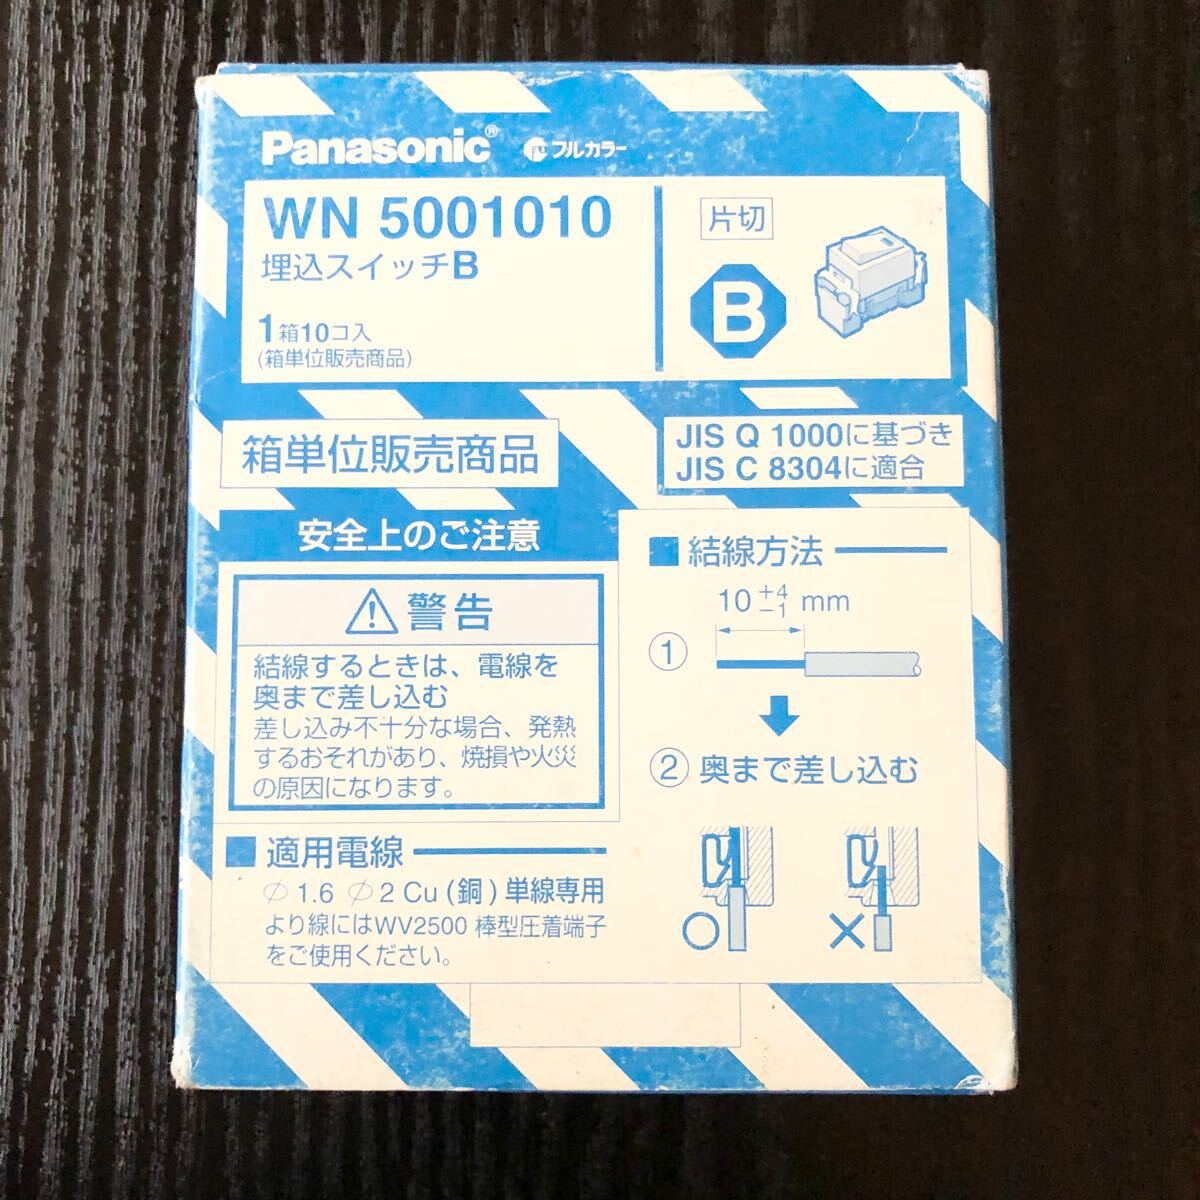 Panasonic® フルカラー
WN 5001010
埋込スイッチB
1箱10コ入
(箱単位販売商品)
片切
B
箱単位販売商品
JIS Q 1000に基づき
JIS C 8304に適合
安全上のご注意
警告
結線するときは、電線を
奥まで差し込む
差し込み不十分な場合、発熱
するおそれがあり、焼損や火災
の原因になります。
■適用電線
φ1.6 φ2 Cu (銅) 単線専用
より線にはWV2500 棒型圧着端子
をご使用ください。
■結線方法
10 +4 −1 mm
①
② 奥まで差し込む
○ ×